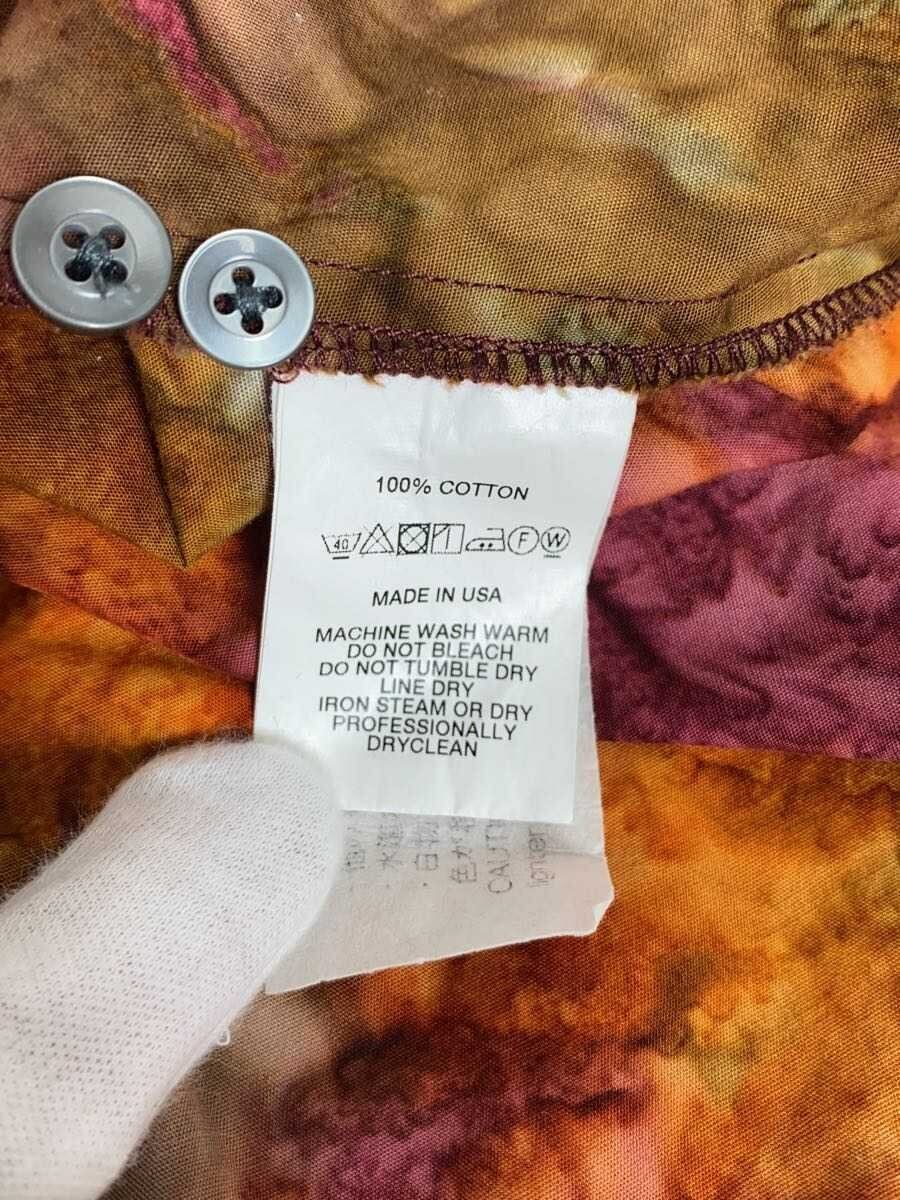 100% COTTON
40 F W
MADE IN USA
MACHINE WASH WARM
DO NOT BLEACH
DO NOT TUMBLE DRY
LINE DRY
IRON STEAM OR DRY
PROFESSIONALLY
DRYCLEAN